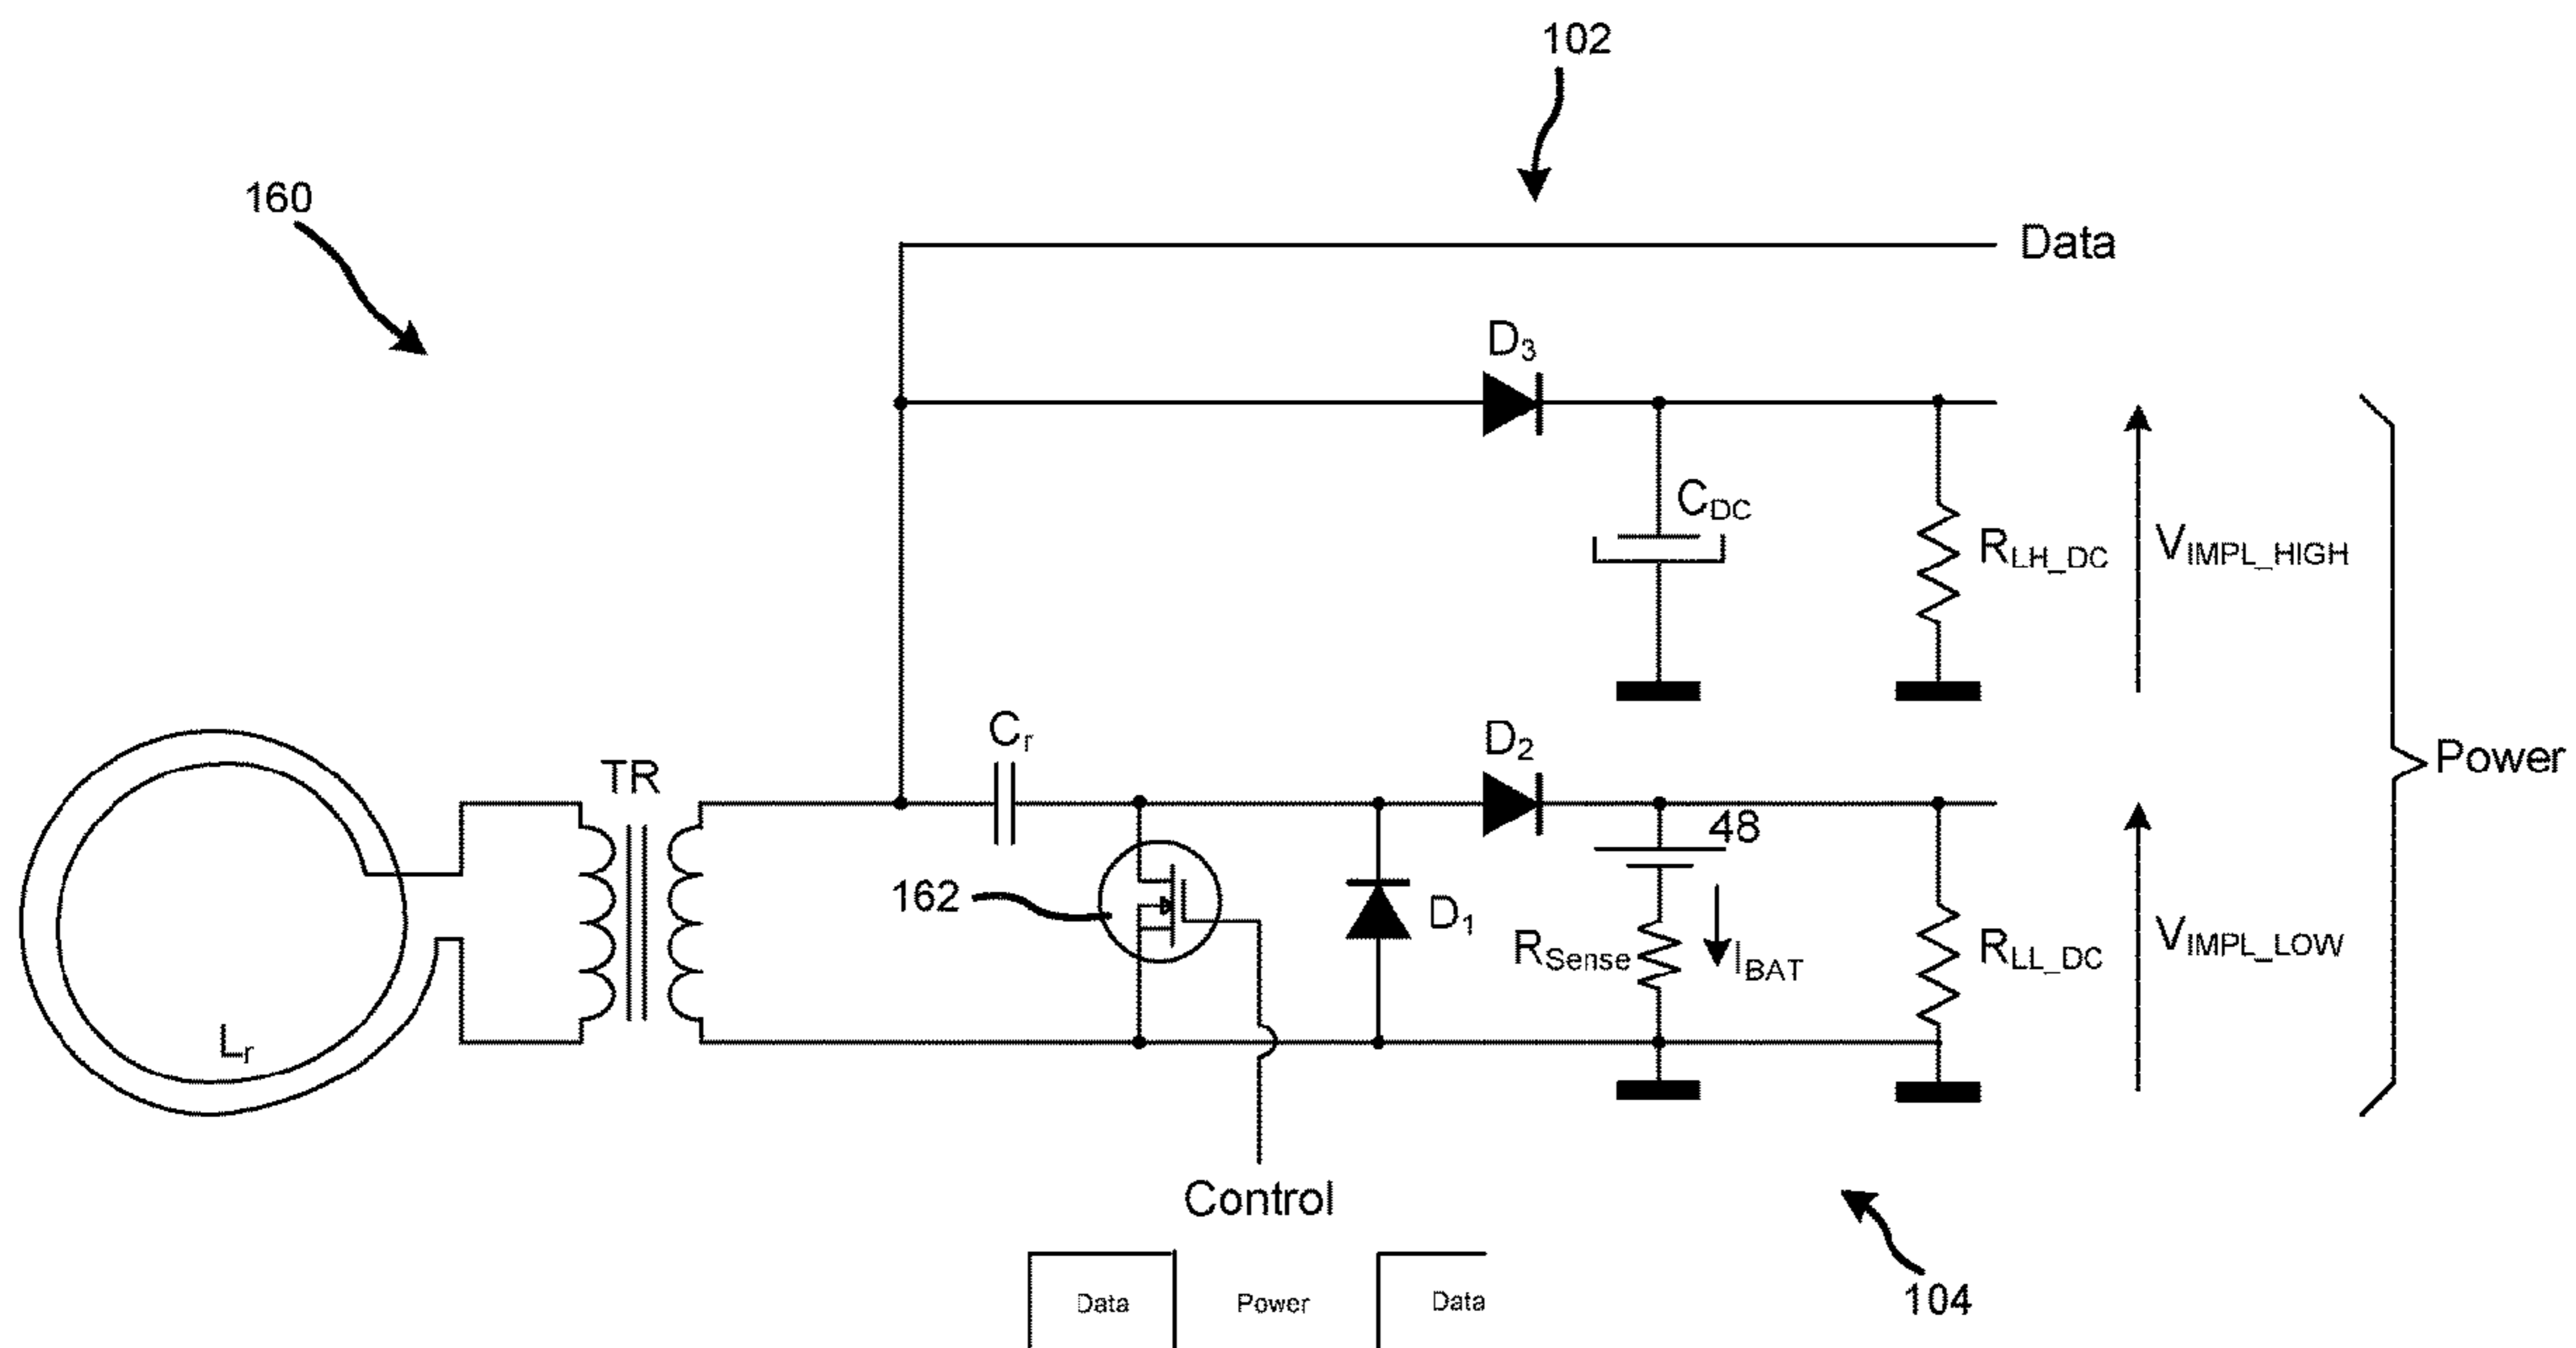 102
160
Data
D3
CDC
RLH_DC
VIMPL_HIGH
Cr
D2
TR
Power
48
162
D1
RSense
IBAT
RLL_DC
VIMPL_LOW
Lr
Control
104
Data
Power
Data